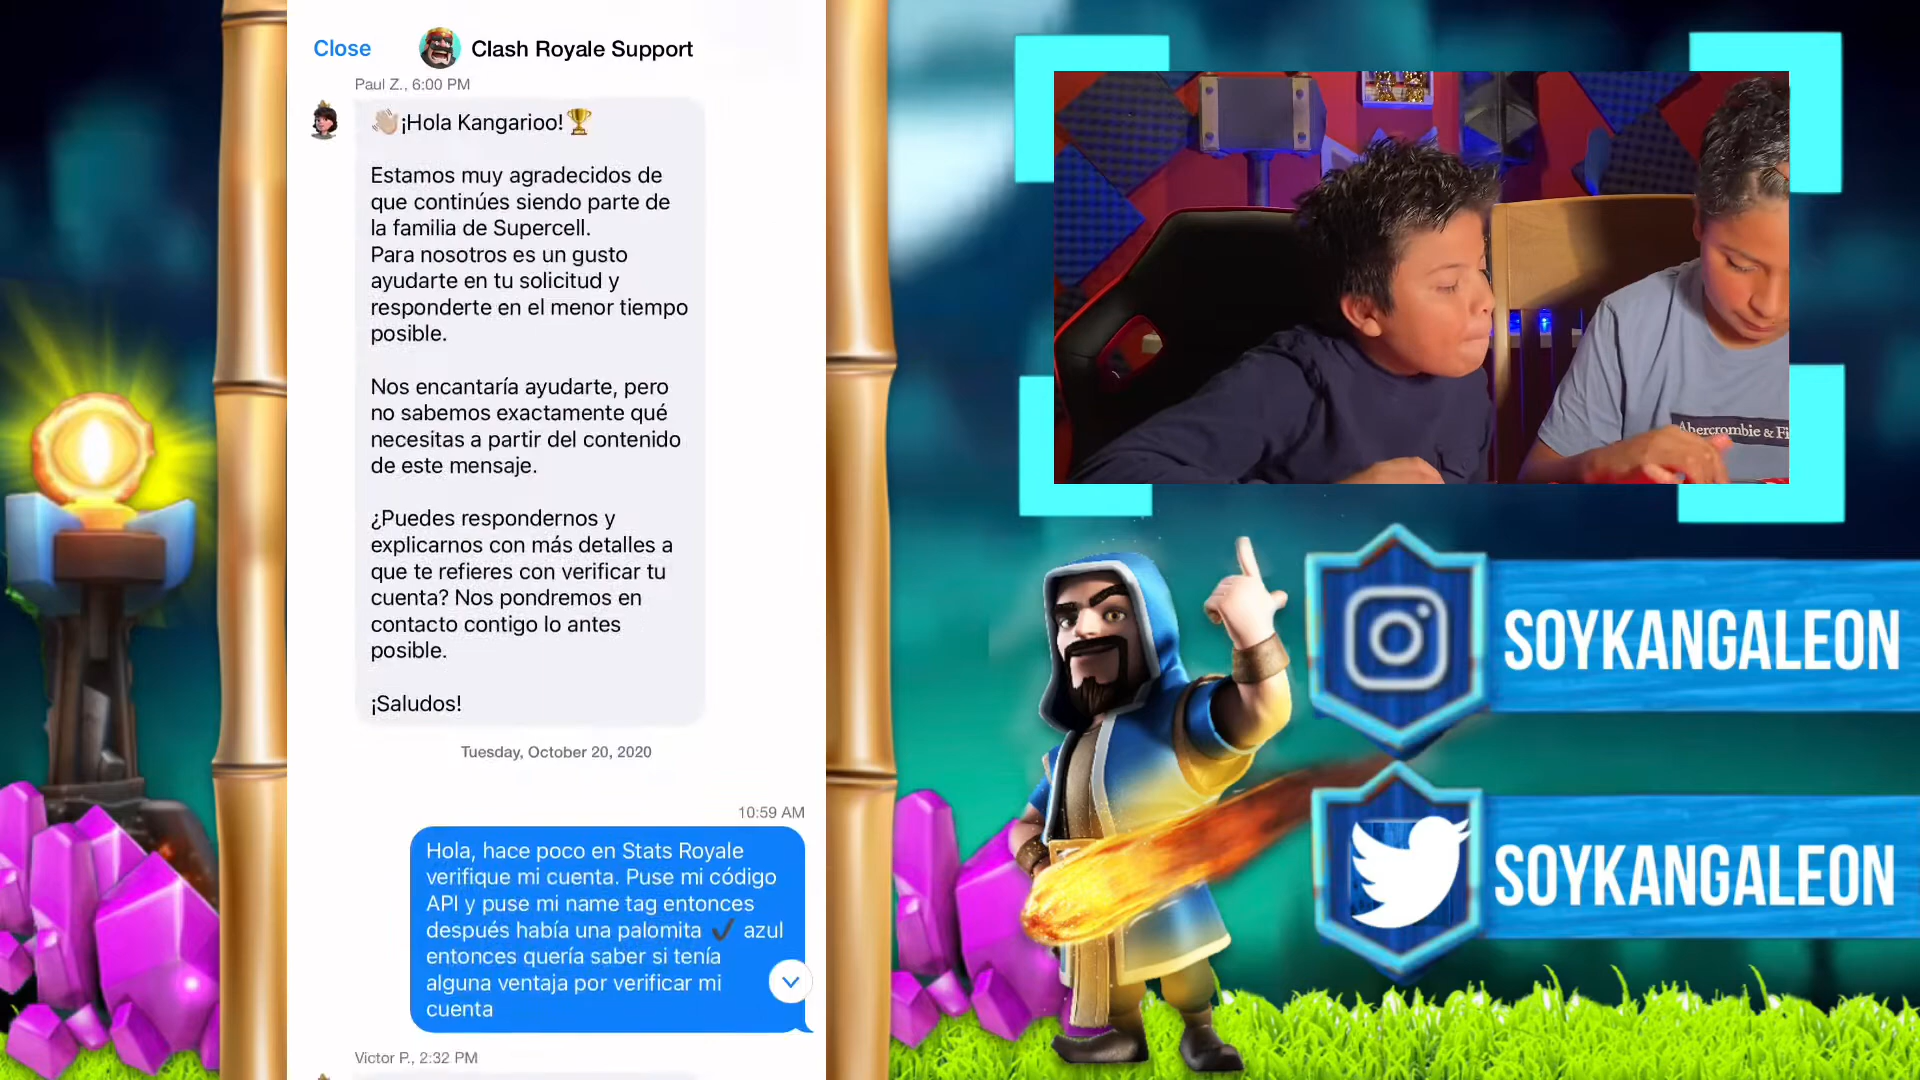 Close
Clash Royale Support
Paul Z., 6:00 PM
👋🏼¡Hola Kangarioo!🏆
Estamos muy agradecidos de
que continúes siendo parte de
la familia de Supercell.
Para nosotros es un gusto
ayudarte en tu solicitud y
responderte en el menor tiempo
posible.
Nos encantaría ayudarte, pero
no sabemos exactamente qué
necesitas a partir del contenido
de este mensaje.
¿Puedes respondernos y
explicarnos con más detalles a
que te refieres con verificar tu
cuenta? Nos pondremos en
contacto contigo lo antes
posible.
¡Saludos!
Tuesday, October 20, 2020
10:59 AM
Hola, hace poco en Stats Royale
verifique mi cuenta. Puse mi código
API y puse mi name tag entonces
después había una palomita ✔️ azul
entonces quería saber si tenía
alguna ventaja por verificar mi
cuenta
Victor P., 2:32 PM
Abercrombie & Fi
SOYKANGALEON
SOYKANGALEON